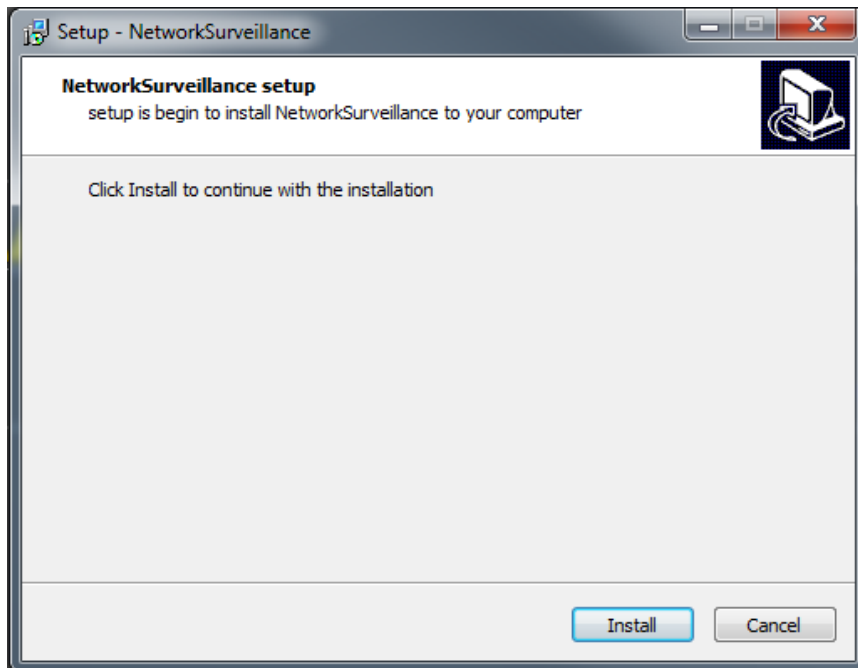 Setup - NetworkSurveillance
NetworkSurveillance setup
setup is begin to install NetworkSurveillance to your computer
Click Install to continue with the installation
Install
Cancel